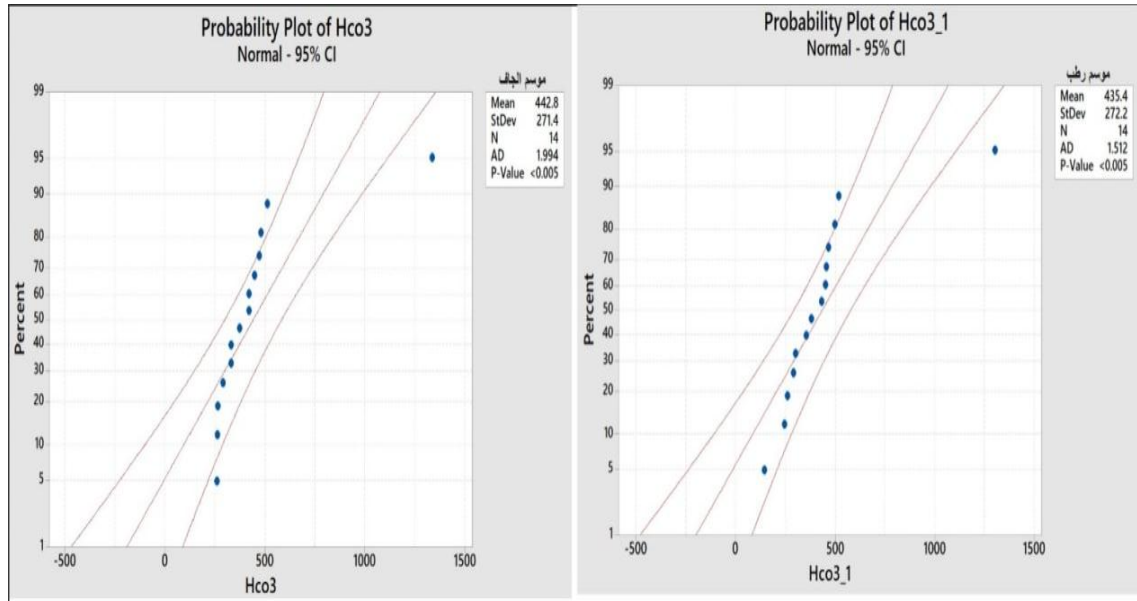 Probability Plot of Hco3
Normal - 95% CI
موسم الجاف
Mean 442.8
StDev 271.4
N 14
AD 1.994
P-Value <0.005
99
95
90
80
70
60
50
40
30
20
10
5
1
Percent
-500 0 500 1000 1500
Hco3
Probability Plot of Hco3_1
Normal - 95% CI
موسم رطب
Mean 435.4
StDev 272.2
N 14
AD 1.512
P-Value <0.005
99
95
90
80
70
60
50
40
30
20
10
5
1
Percent
-500 0 500 1000 1500
Hco3_1